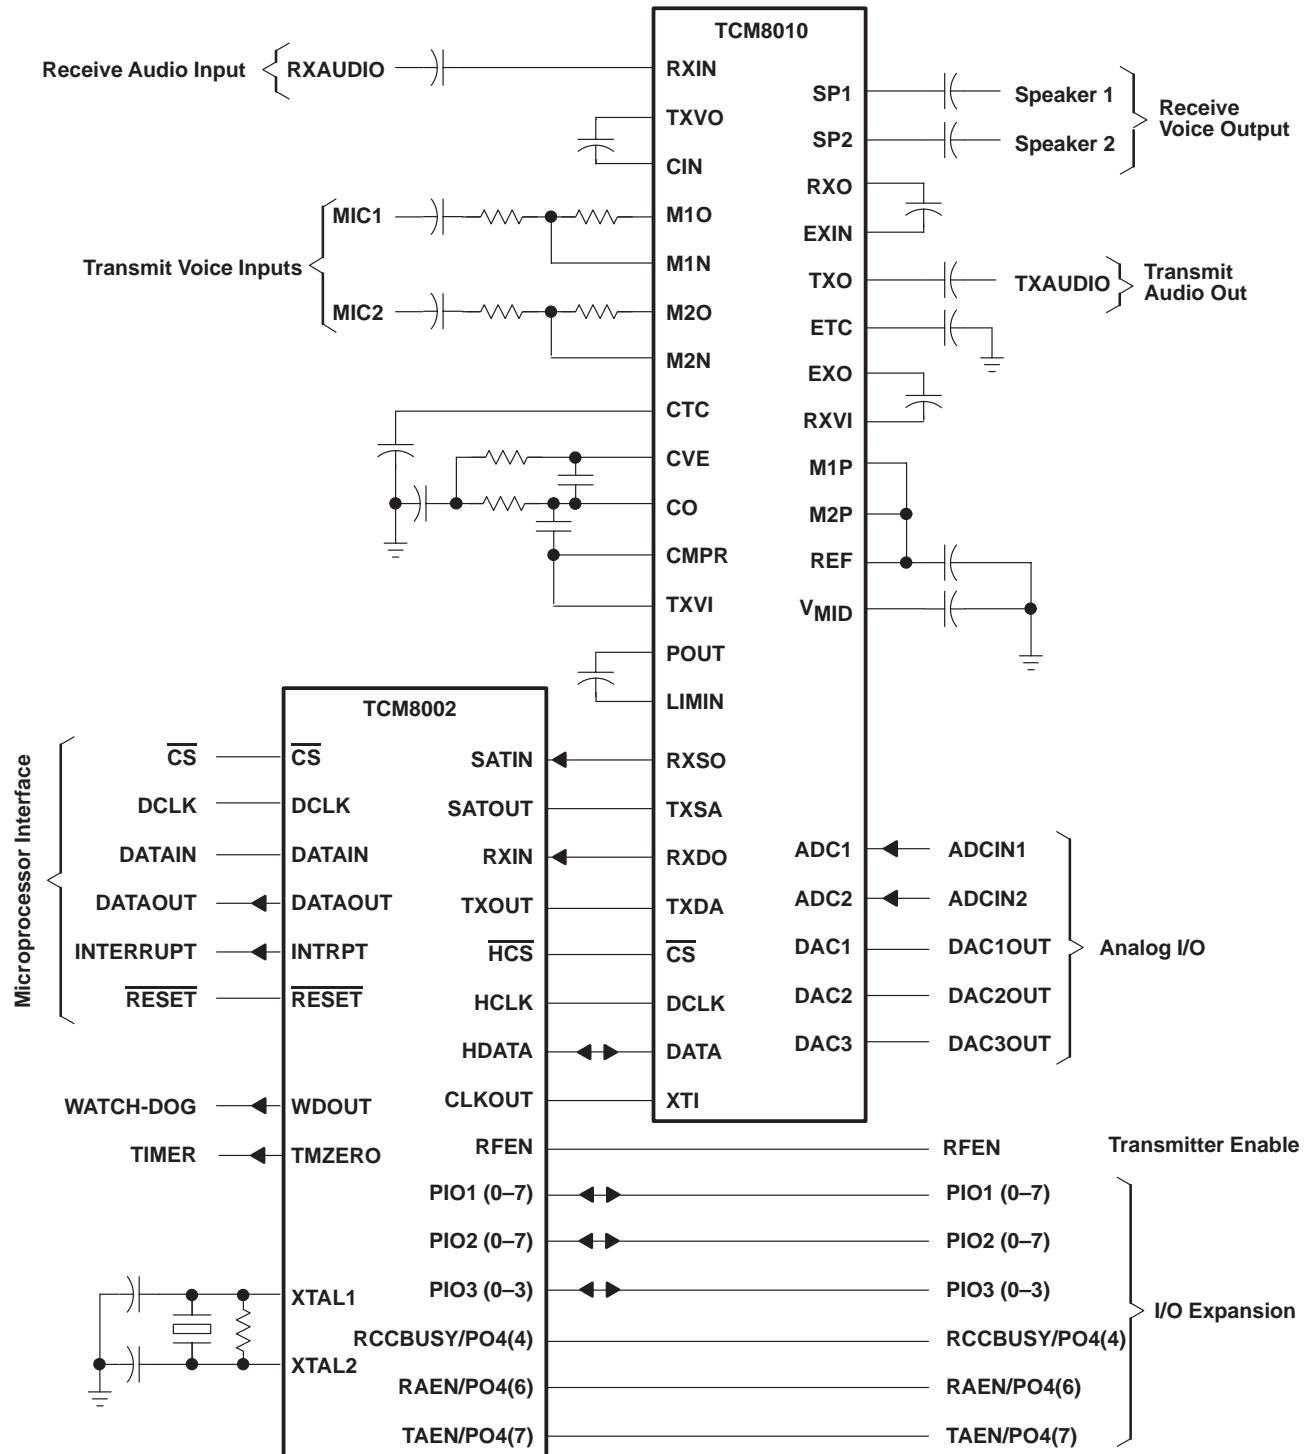 TCM8010
Receive Audio Input
RXAUDIO
RXIN
TXVO
CIN
MIC1
M1O
M1N
Transmit Voice Inputs
MIC2
M2O
M2N
CTC
CVE
CO
CMPR
TXVI
POUT
LIMIN
RXSO
TXSA
RXDO
TXDA
CS
DCLK
DATA
XTI
SP1
Speaker 1
SP2
Speaker 2
Receive
Voice Output
RXO
EXIN
TXO
TXAUDIO
Transmit
Audio Out
ETC
EXO
RXVI
M1P
M2P
REF
VMID
ADC1
ADCIN1
ADC2
ADCIN2
DAC1
DAC1OUT
DAC2
DAC2OUT
DAC3
DAC3OUT
Analog I/O
TCM8002
Microprocessor Interface
CS
CS
DCLK
DCLK
DATAIN
DATAIN
DATAOUT
DATAOUT
INTERRUPT
INTRPT
RESET
RESET
WATCH-DOG
WDOUT
TIMER
TMZERO
XTAL1
XTAL2
SATIN
SATOUT
RXIN
TXOUT
HCS
HCLK
HDATA
CLKOUT
RFEN
RFEN
Transmitter Enable
PIO1 (0–7)
PIO1 (0–7)
PIO2 (0–7)
PIO2 (0–7)
PIO3 (0–3)
PIO3 (0–3)
I/O Expansion
RCCBUSY/PO4(4)
RCCBUSY/PO4(4)
RAEN/PO4(6)
RAEN/PO4(6)
TAEN/PO4(7)
TAEN/PO4(7)